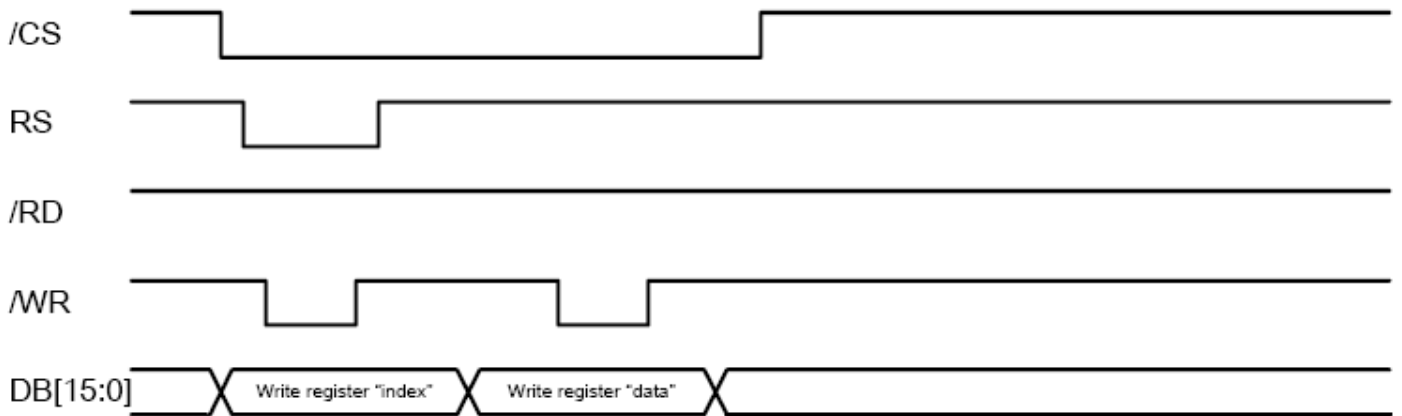 /CS
RS
/RD
/WR
DB[15:0] Write register "index" Write register "data"